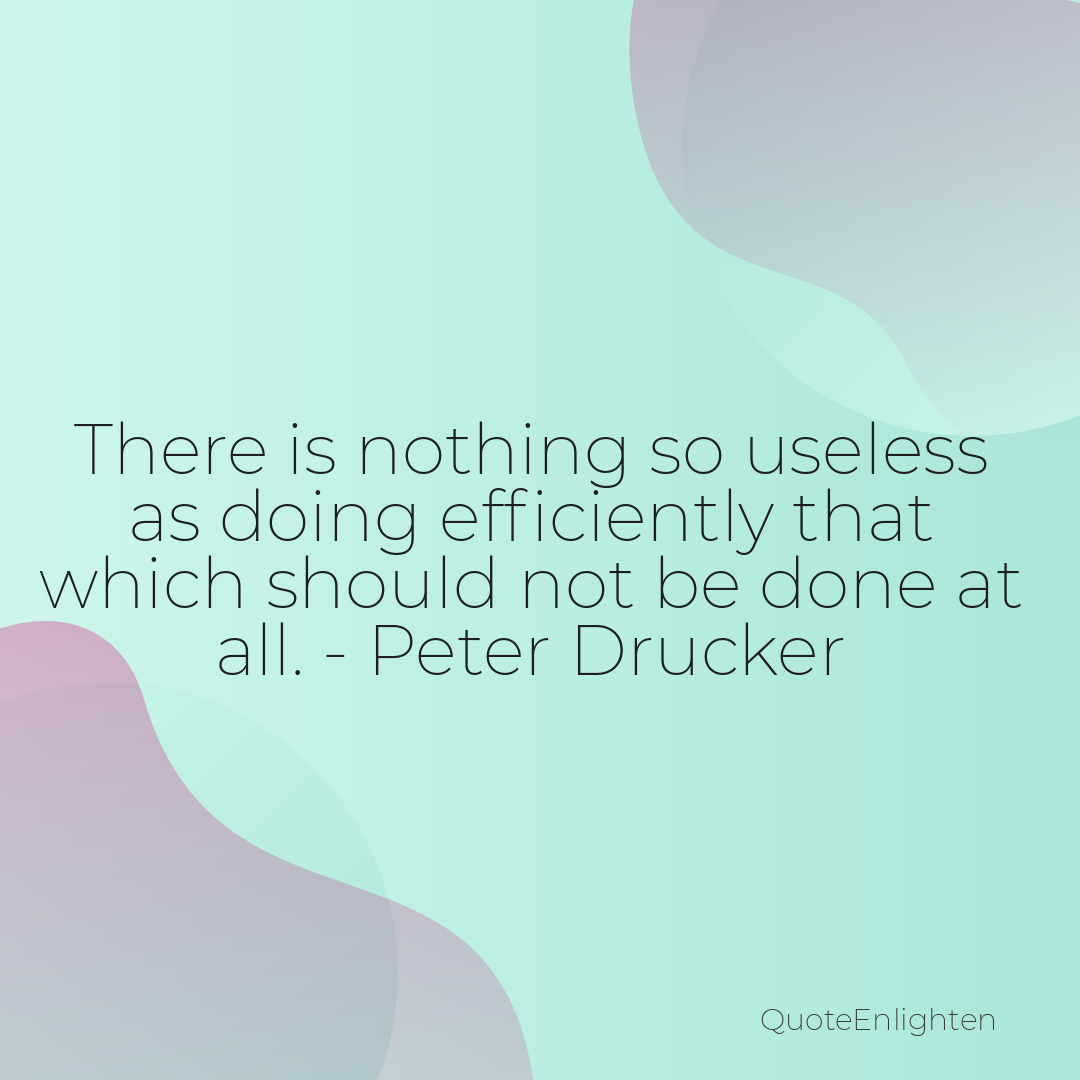 There is nothing so useless
as doing efficiently that
which should not be done at
all. - Peter Drucker
QuoteEnlighten